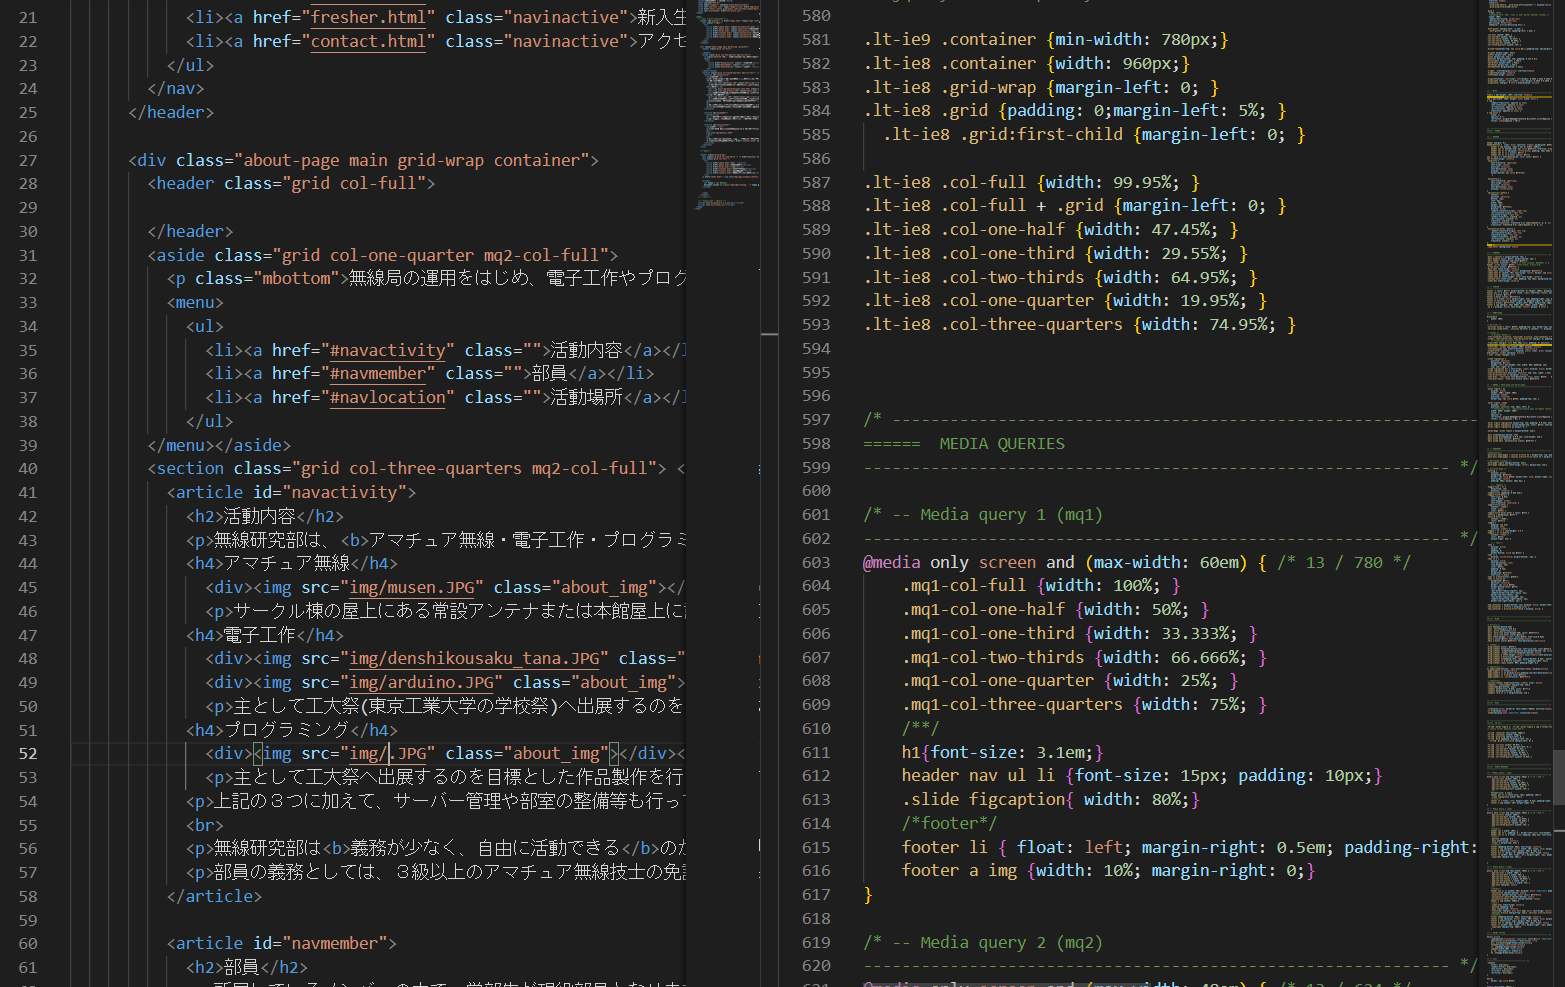 21 <li><a href="fresher.html" class="navinactive">新入生
22 <li><a href="contact.html" class="navinactive">アクセ
23 </ul>
24 </nav>
25 </header>
26
27 <div class="about-page main grid-wrap container">
28 <header class="grid col-full">
29
30 </header>
31 <aside class="grid col-one-quarter mq2-col-full">
32 <p class="mbottom">無線局の運用をはじめ、電子工作やプログ
33 <menu>
34 <ul>
35 <li><a href="#navactivity" class="">活動内容</a></l
36 <li><a href="#navmember" class="">部員</a></li>
37 <li><a href="#navlocation" class="">活動場所</a></l
38 </ul>
39 </menu></aside>
40 <section class="grid col-three-quarters mq2-col-full"> <
41 <article id="navactivity">
42 <h2>活動内容</h2>
43 <p>無線研究部は、<b>アマチュア無線・電子工作・プログラミ
44 <h4>アマチュア無線</h4>
45 <div><img src="img/musen.JPG" class="about_img"></
46 <p>サークル棟の屋上にある常設アンテナまたは本館屋上に
47 <h4>電子工作</h4>
48 <div><img src="img/denshikousaku_tana.JPG" class="
49 <div><img src="img/arduino.JPG" class="about_img">
50 <p>主として工大祭(東京工業大学の学校祭)へ出展するのを
51 <h4>プログラミング</h4>
52 <div><img src="img/.JPG" class="about_img"></div><
53 <p>主として工大祭へ出展するのを目標とした作品製作を行
54 <p>上記の３つに加えて、サーバー管理や部室の整備等も行っ
55 <br>
56 <p>無線研究部は<b>義務が少なく、自由に活動できる</b>のが
57 <p>部員の義務としては、３級以上のアマチュア無線技士の免
58 </article>
59
60 <article id="navmember">
61 <h2>部員</h2>
580
581 .lt-ie9 .container {min-width: 780px;}
582 .lt-ie8 .container {width: 960px;}
583 .lt-ie8 .grid-wrap {margin-left: 0; }
584 .lt-ie8 .grid {padding: 0;margin-left: 5%; }
585 .lt-ie8 .grid:first-child {margin-left: 0; }
586
587 .lt-ie8 .col-full {width: 99.95%; }
588 .lt-ie8 .col-full + .grid {margin-left: 0; }
589 .lt-ie8 .col-one-half {width: 47.45%; }
590 .lt-ie8 .col-one-third {width: 29.55%; }
591 .lt-ie8 .col-two-thirds {width: 64.95%; }
592 .lt-ie8 .col-one-quarter {width: 19.95%; }
593 .lt-ie8 .col-three-quarters {width: 74.95%; }
594
595
596
597 /* -------------------------------------------------------------
598 ====== MEDIA QUERIES
599 ------------------------------------------------------------- */
600
601 /* -- Media query 1 (mq1)
602 ------------------------------------------------------------- */
603 @media only screen and (max-width: 60em) { /* 13 / 780 */
604 .mq1-col-full {width: 100%; }
605 .mq1-col-one-half {width: 50%; }
606 .mq1-col-one-third {width: 33.333%; }
607 .mq1-col-two-thirds {width: 66.666%; }
608 .mq1-col-one-quarter {width: 25%; }
609 .mq1-col-three-quarters {width: 75%; }
610 /**/
611 h1{font-size: 3.1em;}
612 header nav ul li {font-size: 15px; padding: 10px;}
613 .slide figcaption{ width: 80%;}
614 /*footer*/
615 footer li { float: left; margin-right: 0.5em; padding-right:
616 footer a img {width: 10%; margin-right: 0;}
617 }
618
619 /* -- Media query 2 (mq2)
620 ------------------------------------------------------------- */